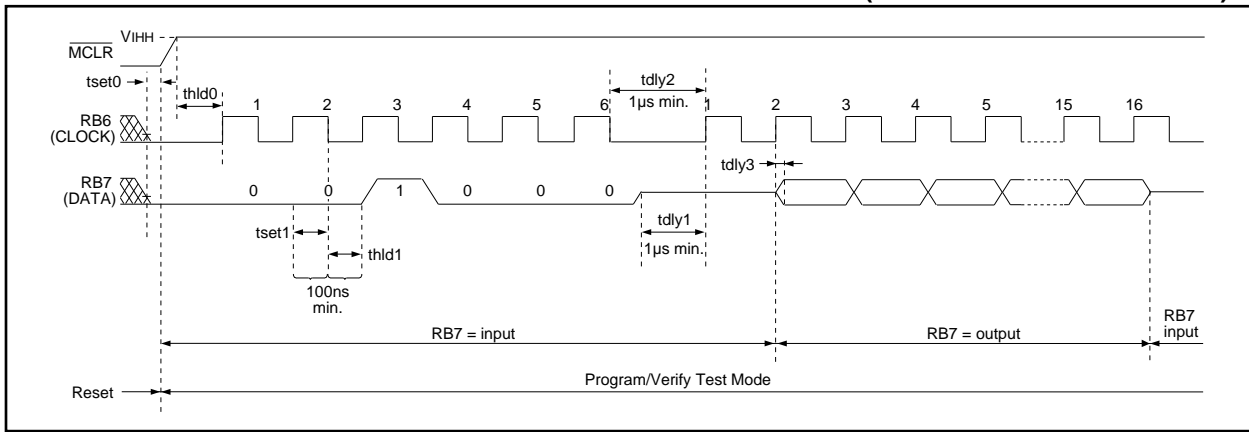 VIHH
MCLR
tset0
thld0
tdly2
1µs min.
1 2 3 4 5 6 1 2 3 4 5 15 16
RB6
(CLOCK)
tdly3
RB7
(DATA)
0 0 1 0 0 0
tset1
thld1
tdly1
1µs min.
100ns
min.
RB7 = input
RB7 = output
RB7
input
Program/Verify Test Mode
Reset